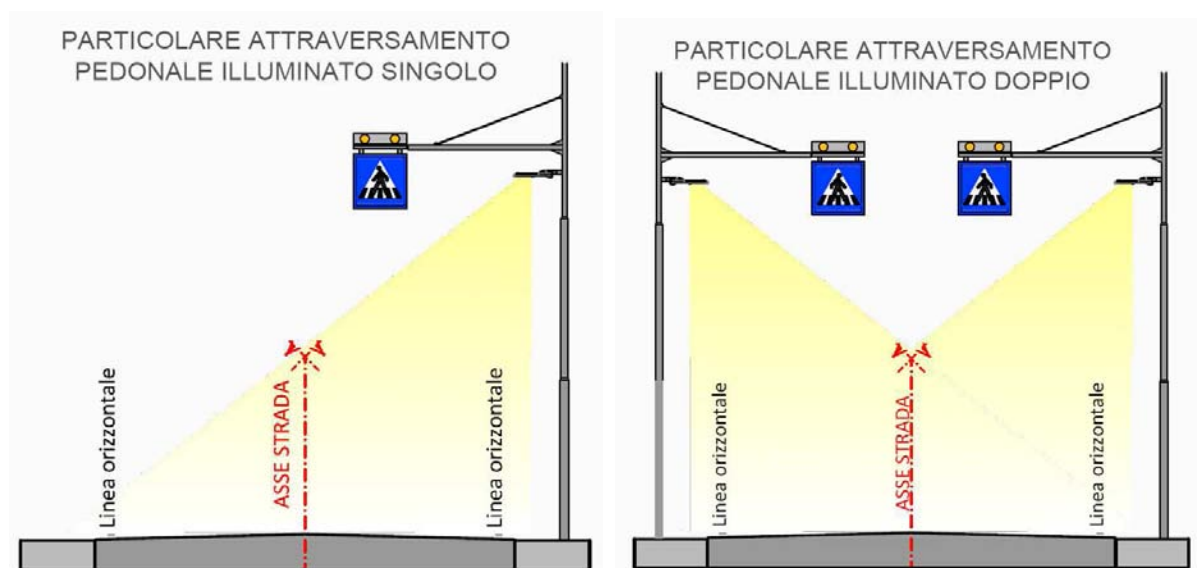 PARTICOLARE ATTRAVERSAMENTO
PEDONALE ILLUMINATO SINGOLO
Linea orizzontale
ASSE STRADA
Linea orizzontale
PARTICOLARE ATTRAVERSAMENTO
PEDONALE ILLUMINATO DOPPIO
Linea orizzontale
ASSE STRADA
Linea orizzontale